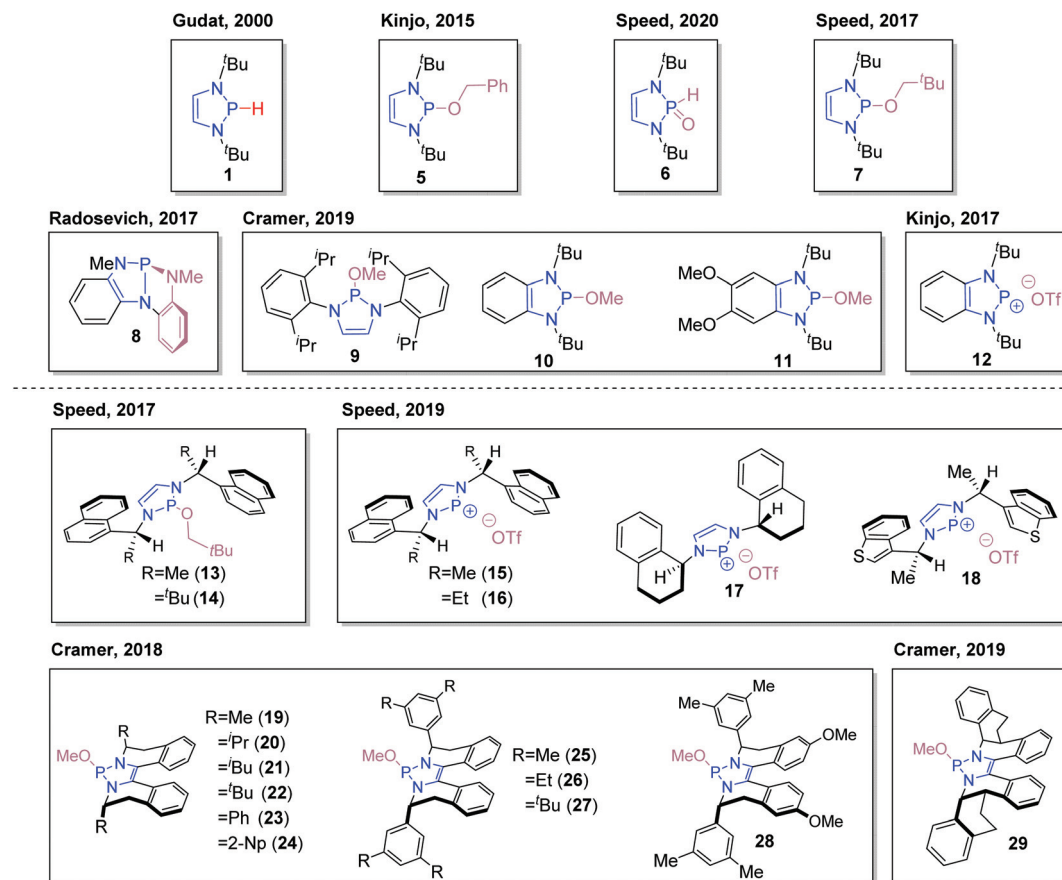 Gudat, 2000
Kinjo, 2015
Speed, 2020
Speed, 2017
tBu
N
P-H
N
tBu
1
tBu
N
P-O
Ph
N
tBu
5
tBu
N
H
P
O
N
tBu
6
tBu
N
P-O
tBu
N
tBu
7
Radosevich, 2017
Cramer, 2019
Kinjo, 2017
MeN
P
NMe
N
8
iPr
iPr
OMe
P
N
N
iPr
iPr
9
tBu
N
P-OMe
N
tBu
10
tBu
MeO
N
P-OMe
MeO
N
tBu
11
tBu
N
P
⊕
⊖
OTf
N
tBu
12
Speed, 2017
Speed, 2019
R
H
N
P
N
O
R
H
tBu
R=Me (13)
=tBu (14)
R
H
N
P
⊕
N
⊖
OTf
R
H
R=Me (15)
=Et (16)
H
N
N
P
⊕
H
⊖
OTf
17
Me
H
N
P
⊕
N
S
S
⊖
OTf
Me
H
18
Cramer, 2018
Cramer, 2019
R
MeO
N
P
N
R
R=Me (19)
=iPr (20)
=iBu (21)
=tBu (22)
=Ph (23)
=2-Np (24)
R
R
MeO
N
P
N
R
R
R=Me (25)
=Et (26)
=tBu (27)
Me
Me
OMe
MeO
N
P
N
OMe
Me
Me
28
MeO
N
P
N
29